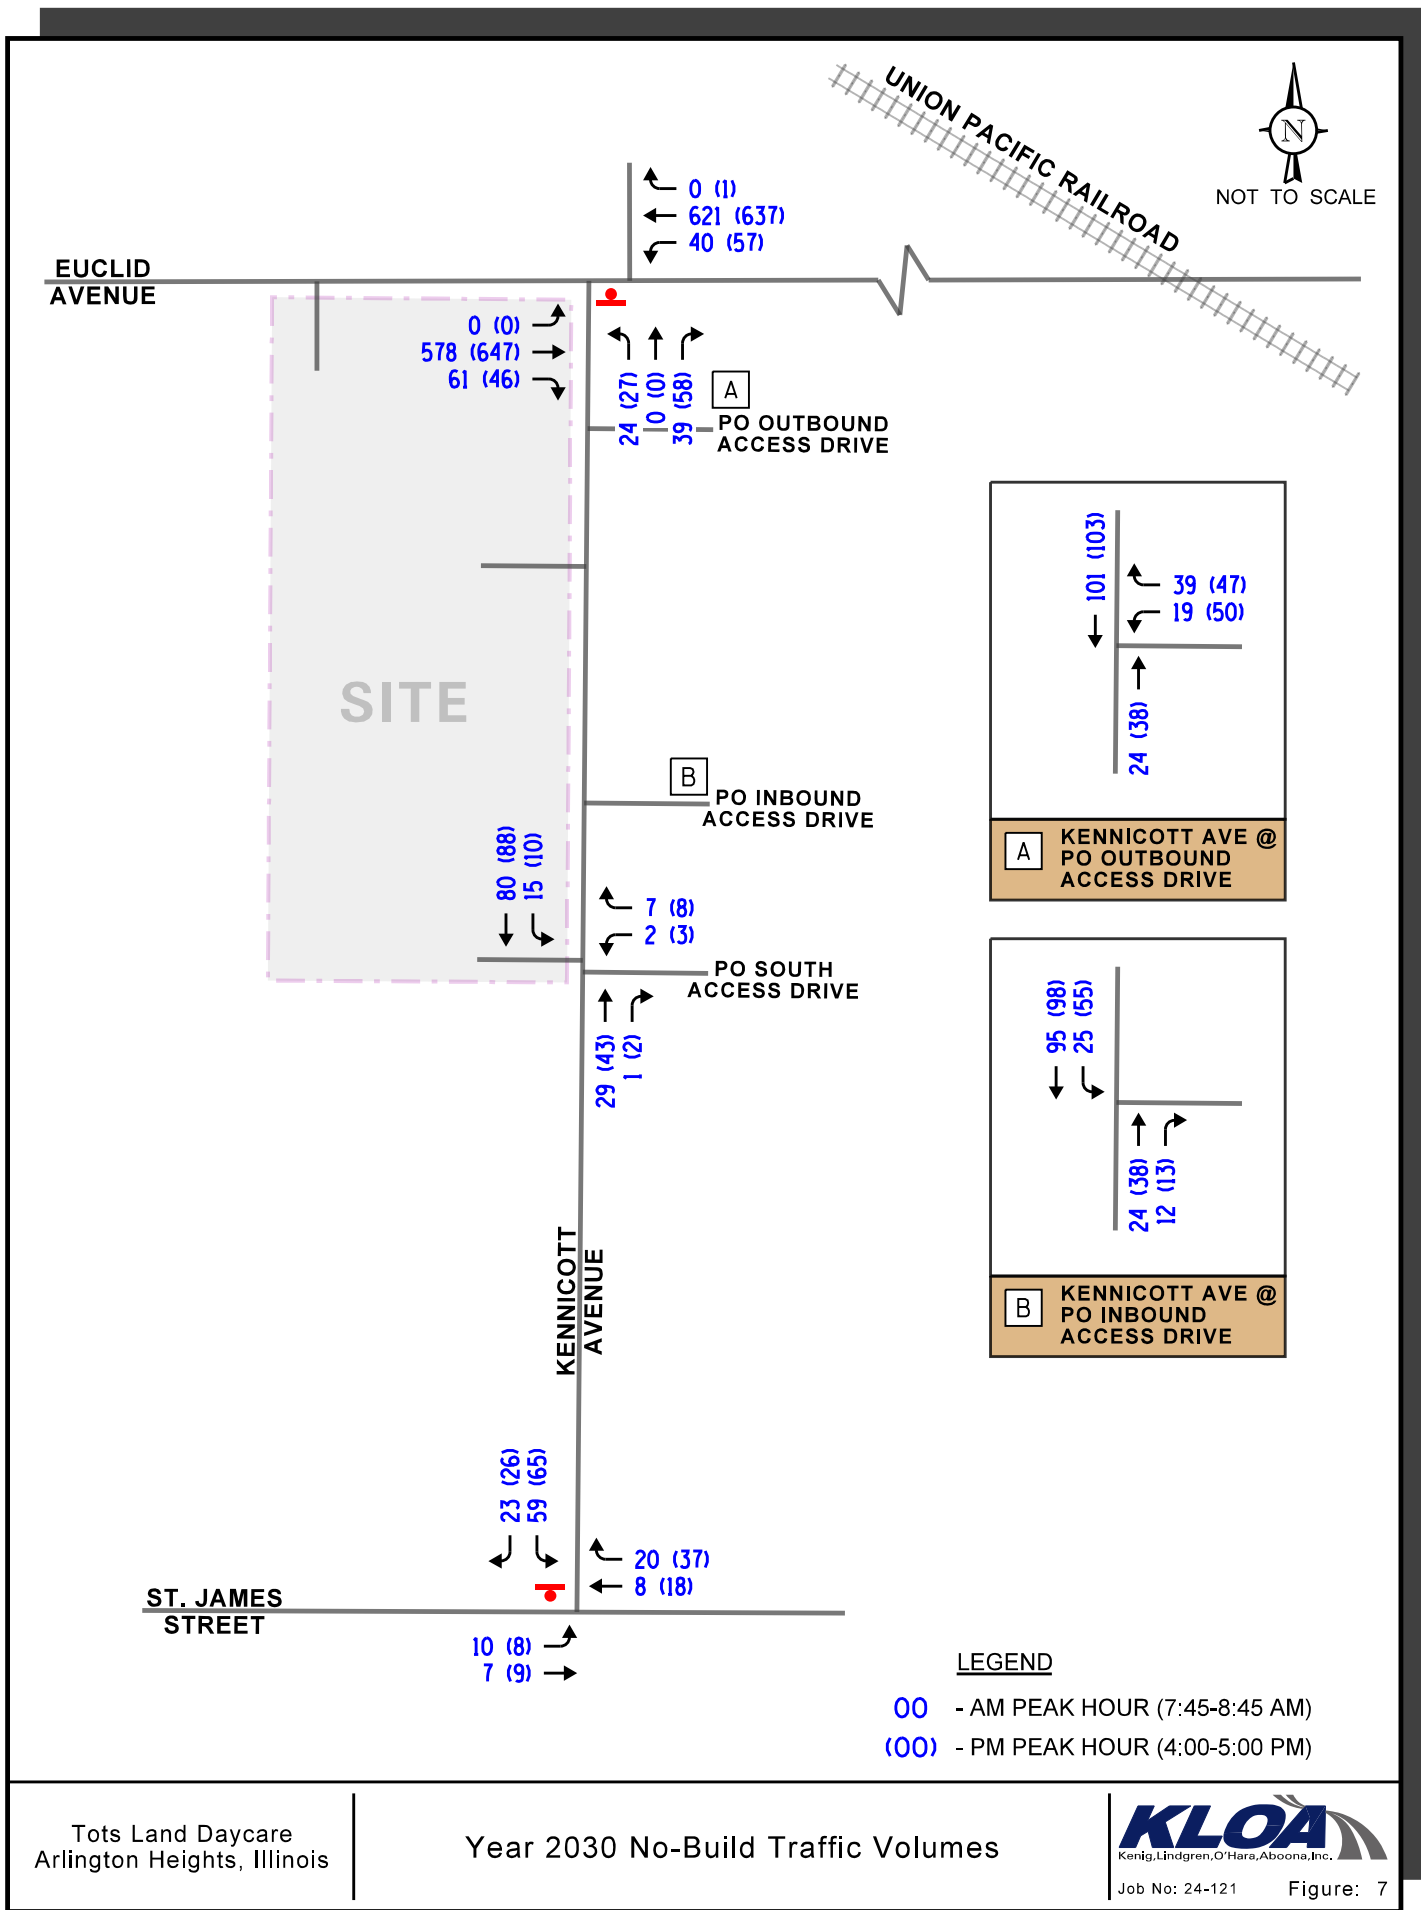 UNION PACIFIC RAILROAD
N
NOT TO SCALE
0 (1)
621 (637)
40 (57)
EUCLID
AVENUE
0 (0)
578 (647)
61 (46)
24 (27)
0 (0)
39 (58)
A
PO OUTBOUND
ACCESS DRIVE
101 (103)
39 (47)
19 (50)
24 (38)
A
KENNICOTT AVE @
PO OUTBOUND
ACCESS DRIVE
SITE
B
PO INBOUND
ACCESS DRIVE
80 (88)
15 (10)
7 (8)
2 (3)
PO SOUTH
ACCESS DRIVE
29 (43)
1 (2)
95 (98)
25 (55)
24 (38)
12 (13)
B
KENNICOTT AVE @
PO INBOUND
ACCESS DRIVE
KENNICOTT
AVENUE
23 (26)
59 (65)
20 (37)
8 (18)
ST. JAMES
STREET
10 (8)
7 (9)
LEGEND
00 - AM PEAK HOUR (7:45-8:45 AM)
(00) - PM PEAK HOUR (4:00-5:00 PM)
Tots Land Daycare
Arlington Heights, Illinois
Year 2030 No-Build Traffic Volumes
KLOA
Kenig,Lindgren,O'Hara,Aboona,Inc.
Job No: 24-121 Figure: 7